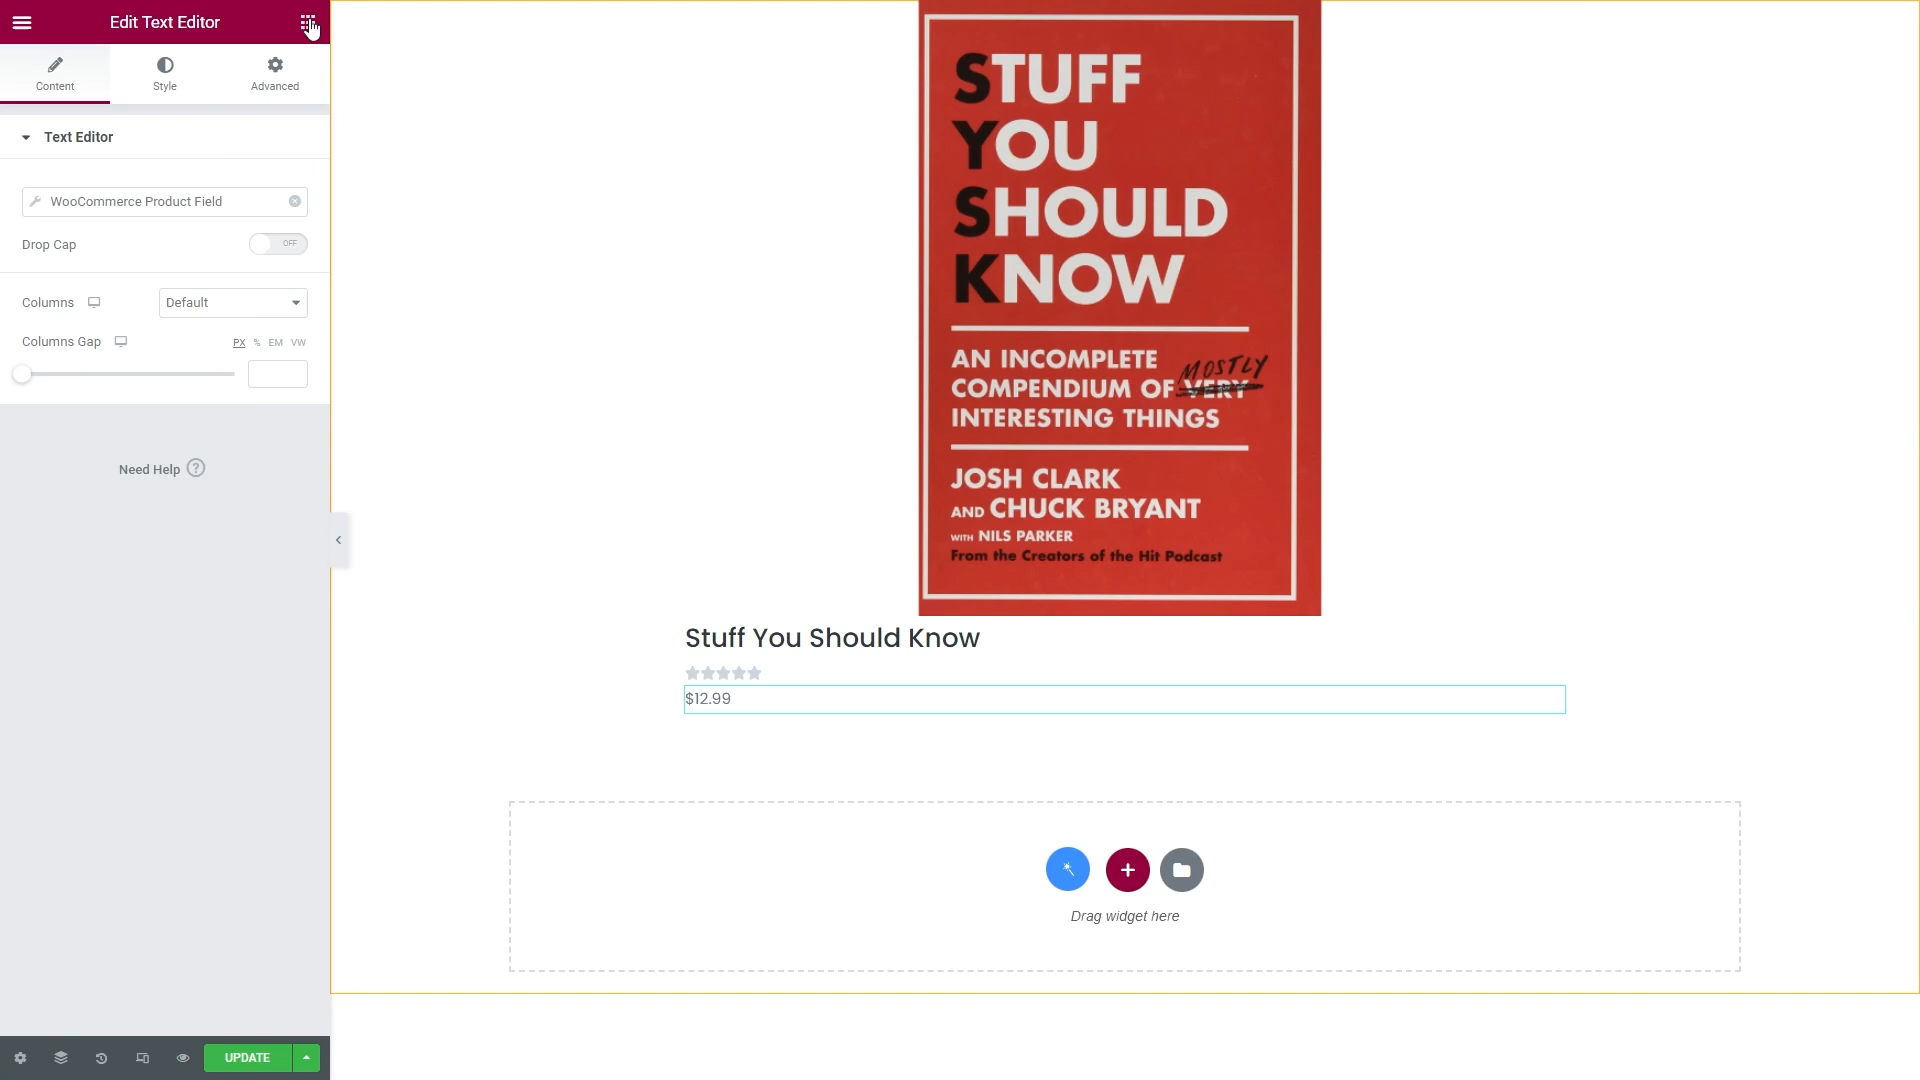 Edit Text Editor
Content
Style
Advanced
Text Editor
WooCommerce Product Field
Drop Cap
OFF
Columns
Default
Columns Gap
PX % EM VW
Need Help ?
UPDATE
STUFF
YOU
SHOULD
KNOW
AN INCOMPLETE
MOSTLY
COMPENDIUM OF VERY
INTERESTING THINGS
JOSH CLARK
AND CHUCK BRYANT
WITH NILS PARKER
From the Creators of the Hit Podcast
Stuff You Should Know
$12.99
Drag widget here